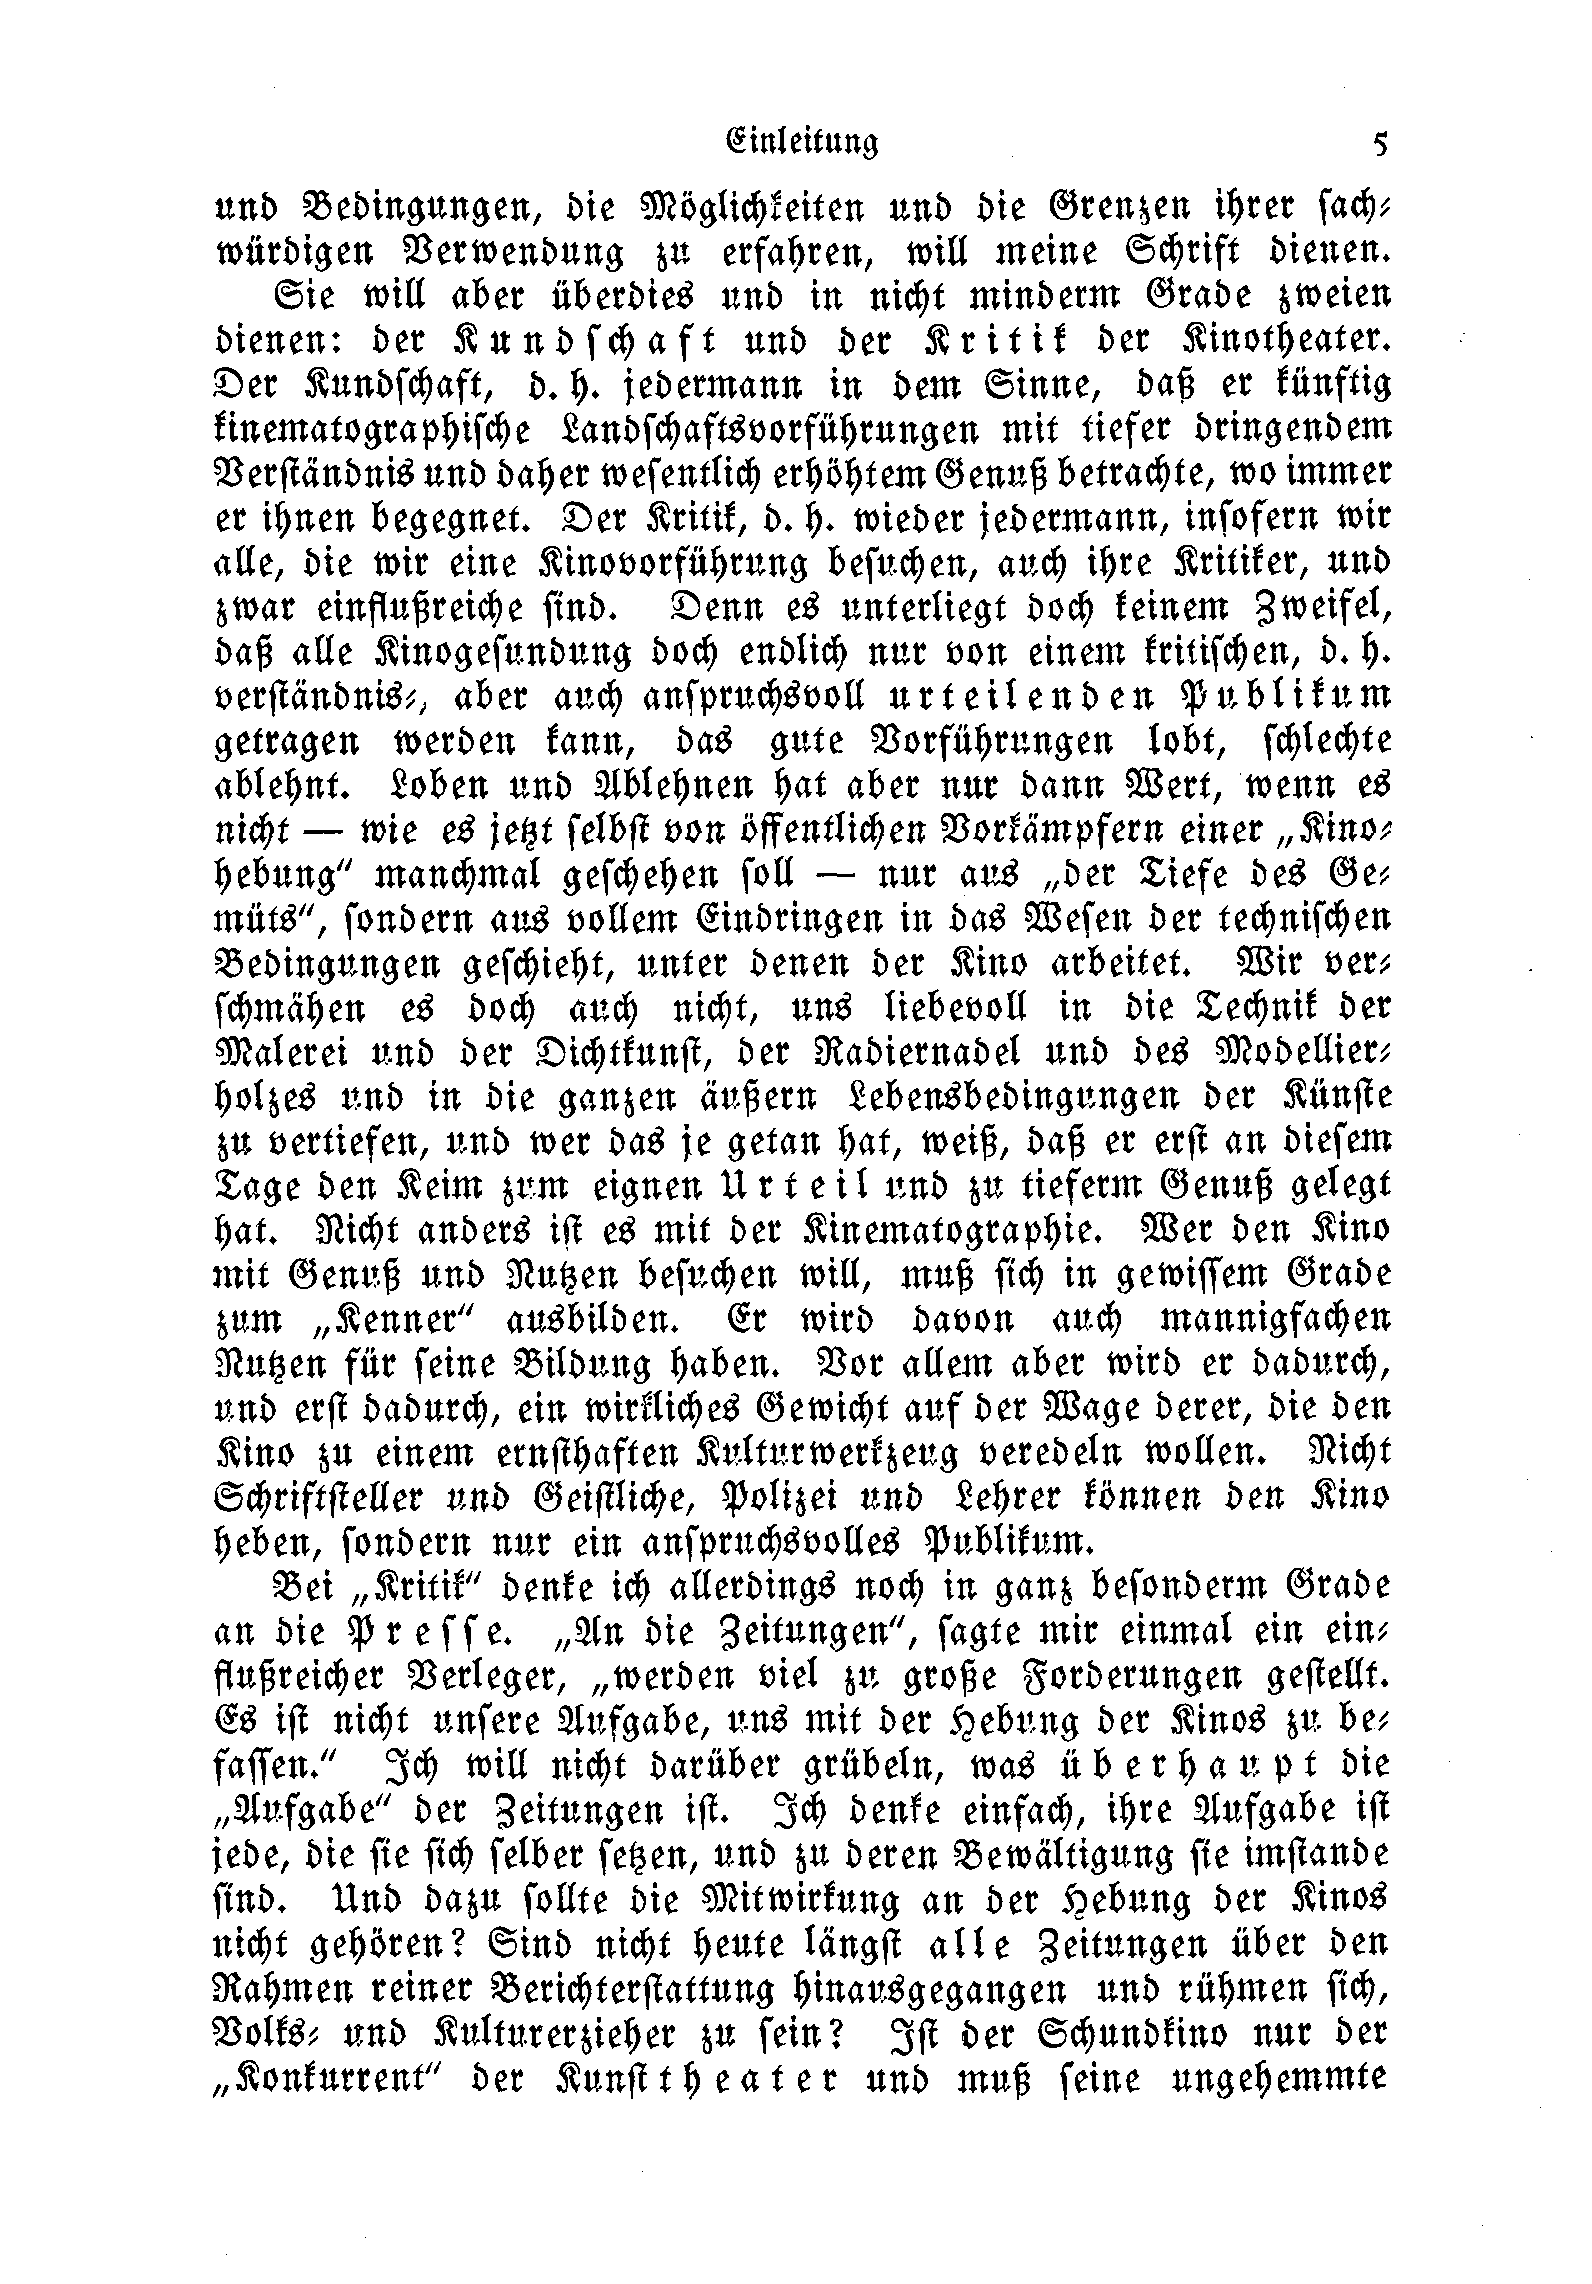 Einleitung 5
und Bedingungen, die Möglichkeiten und die Grenzen ihrer sach-
würdigen Verwendung zu erfahren, will meine Schrift dienen.
Sie will aber überdies und in nicht minderm Grade zweien
dienen: der Kundschaft und der Kritik der Kinotheater.
Der Kundschaft, d. h. jedermann in dem Sinne, daß er künftig
kinematographische Landschaftsvorführungen mit tiefer dringendem
Verständnis und daher wesentlich erhöhtem Genuß betrachte, wo immer
er ihnen begegnet. Der Kritik, d. h. wieder jedermann, insofern wir
alle, die wir eine Kinovorführung besuchen, auch ihre Kritiker, und
zwar einflußreiche sind. Denn es unterliegt doch keinem Zweifel,
daß alle Kinogesundung doch endlich nur von einem kritischen, d. h.
verständnis-, aber auch anspruchsvoll urteilenden Publikum
getragen werden kann, das gute Vorführungen lobt, schlechte
ablehnt. Loben und Ablehnen hat aber nur dann Wert, wenn es
nicht — wie es jetzt selbst von öffentlichen Vorkämpfern einer „Kino-
hebung“ manchmal geschehen soll — nur aus „der Tiefe des Ge-
müts“, sondern aus vollem Eindringen in das Wesen der technischen
Bedingungen geschieht, unter denen der Kino arbeitet. Wir ver-
schmähen es doch auch nicht, uns liebevoll in die Technik der
Malerei und der Dichtkunst, der Radiernadel und des Modellier-
holzes und in die ganzen äußern Lebensbedingungen der Künste
zu vertiefen, und wer das je getan hat, weiß, daß er erst an diesem
Tage den Keim zum eignen Urteil und zu tieferm Genuß gelegt
hat. Nicht anders ist es mit der Kinematographie. Wer den Kino
mit Genuß und Nutzen besuchen will, muß sich in gewissem Grade
zum „Kenner“ ausbilden. Er wird davon auch mannigfachen
Nutzen für seine Bildung haben. Vor allem aber wird er dadurch,
und erst dadurch, ein wirkliches Gewicht auf der Wage derer, die den
Kino zu einem ernsthaften Kulturwerkzeug veredeln wollen. Nicht
Schriftsteller und Geistliche, Polizei und Lehrer können den Kino
heben, sondern nur ein anspruchsvolles Publikum.
Bei „Kritik“ denke ich allerdings noch in ganz besonderm Grade
an die Presse. „An die Zeitungen“, sagte mir einmal ein ein-
flußreicher Verleger, „werden viel zu große Forderungen gestellt.
Es ist nicht unsere Aufgabe, uns mit der Hebung der Kinos zu be-
fassen.“ Ich will nicht darüber grübeln, was überhaupt die
„Aufgabe“ der Zeitungen ist. Ich denke einfach, ihre Aufgabe ist
jede, die sie sich selber setzen, und zu deren Bewältigung sie imstande
sind. Und dazu sollte die Mitwirkung an der Hebung der Kinos
nicht gehören? Sind nicht heute längst alle Zeitungen über den
Rahmen reiner Berichterstattung hinausgegangen und rühmen sich,
Volks- und Kulturerzieher zu sein? Ist der Schundkino nur der
„Konkurrent“ der Kunsttheater und muß seine ungehemmte